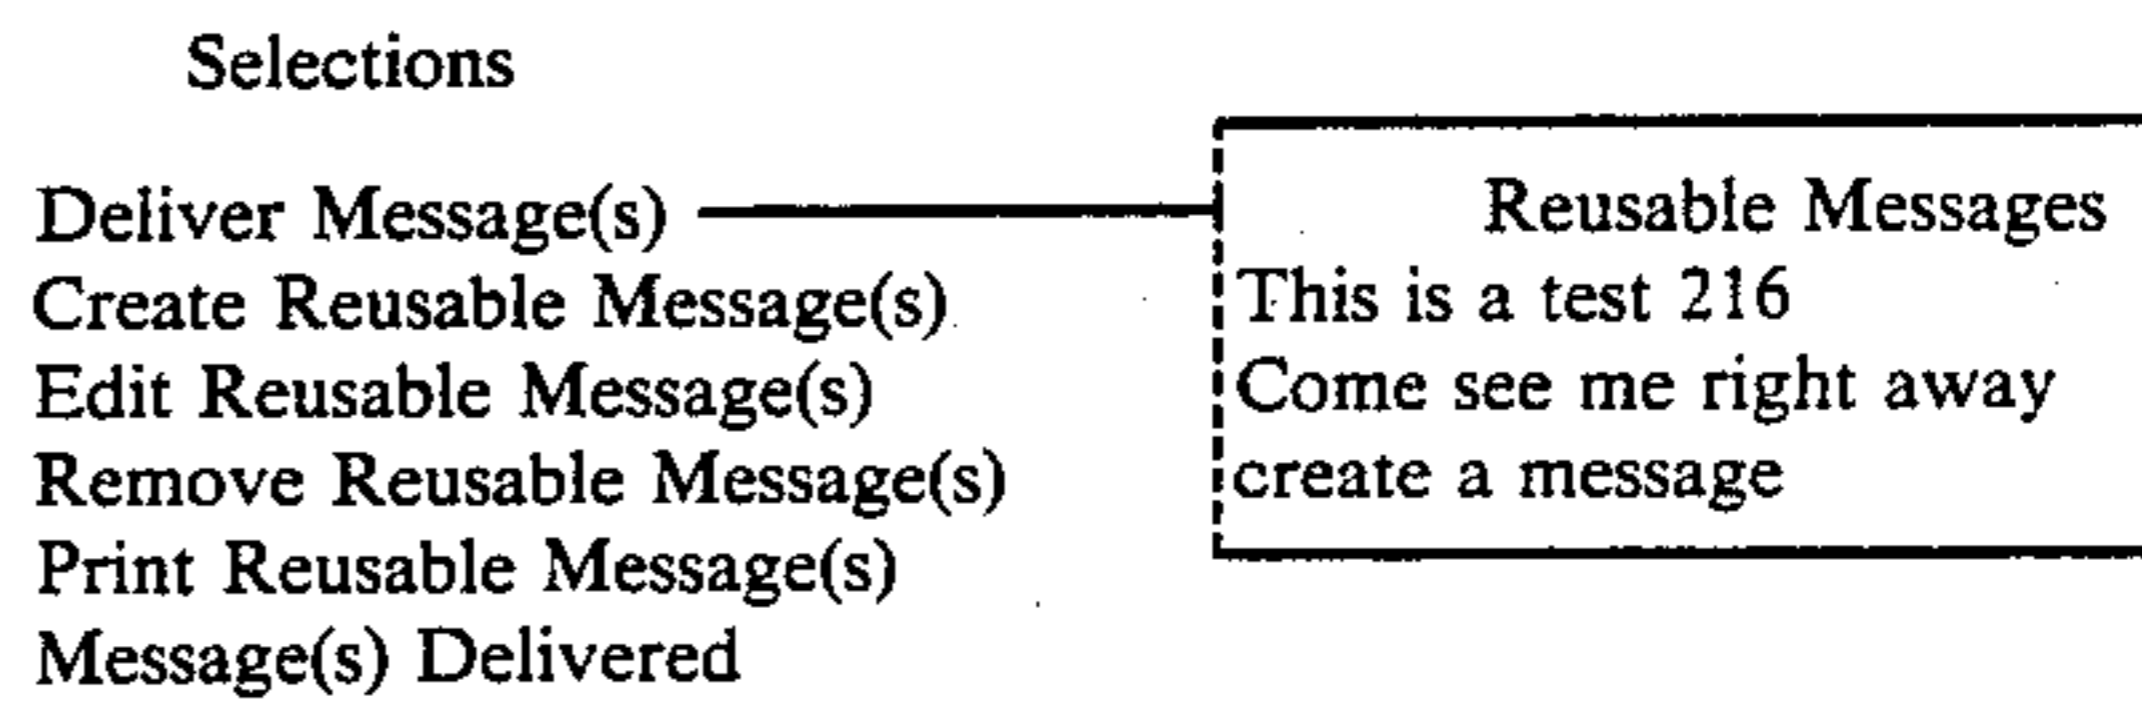 Selections
Deliver Message(s)
Create Reusable Message(s)
Edit Reusable Message(s)
Remove Reusable Message(s)
Print Reusable Message(s)
Message(s) Delivered
Reusable Messages
This is a test 216
Come see me right away
create a message